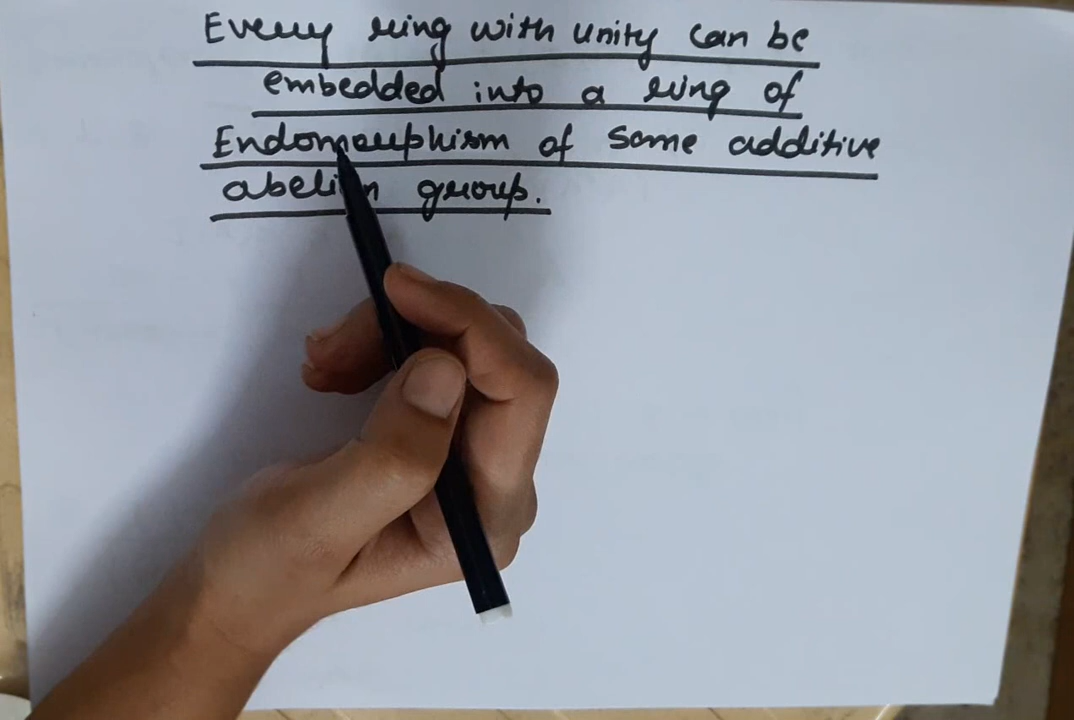 Every ring with unity can be
embedded into a ring of
Endomorphism of some additive
abelian group.